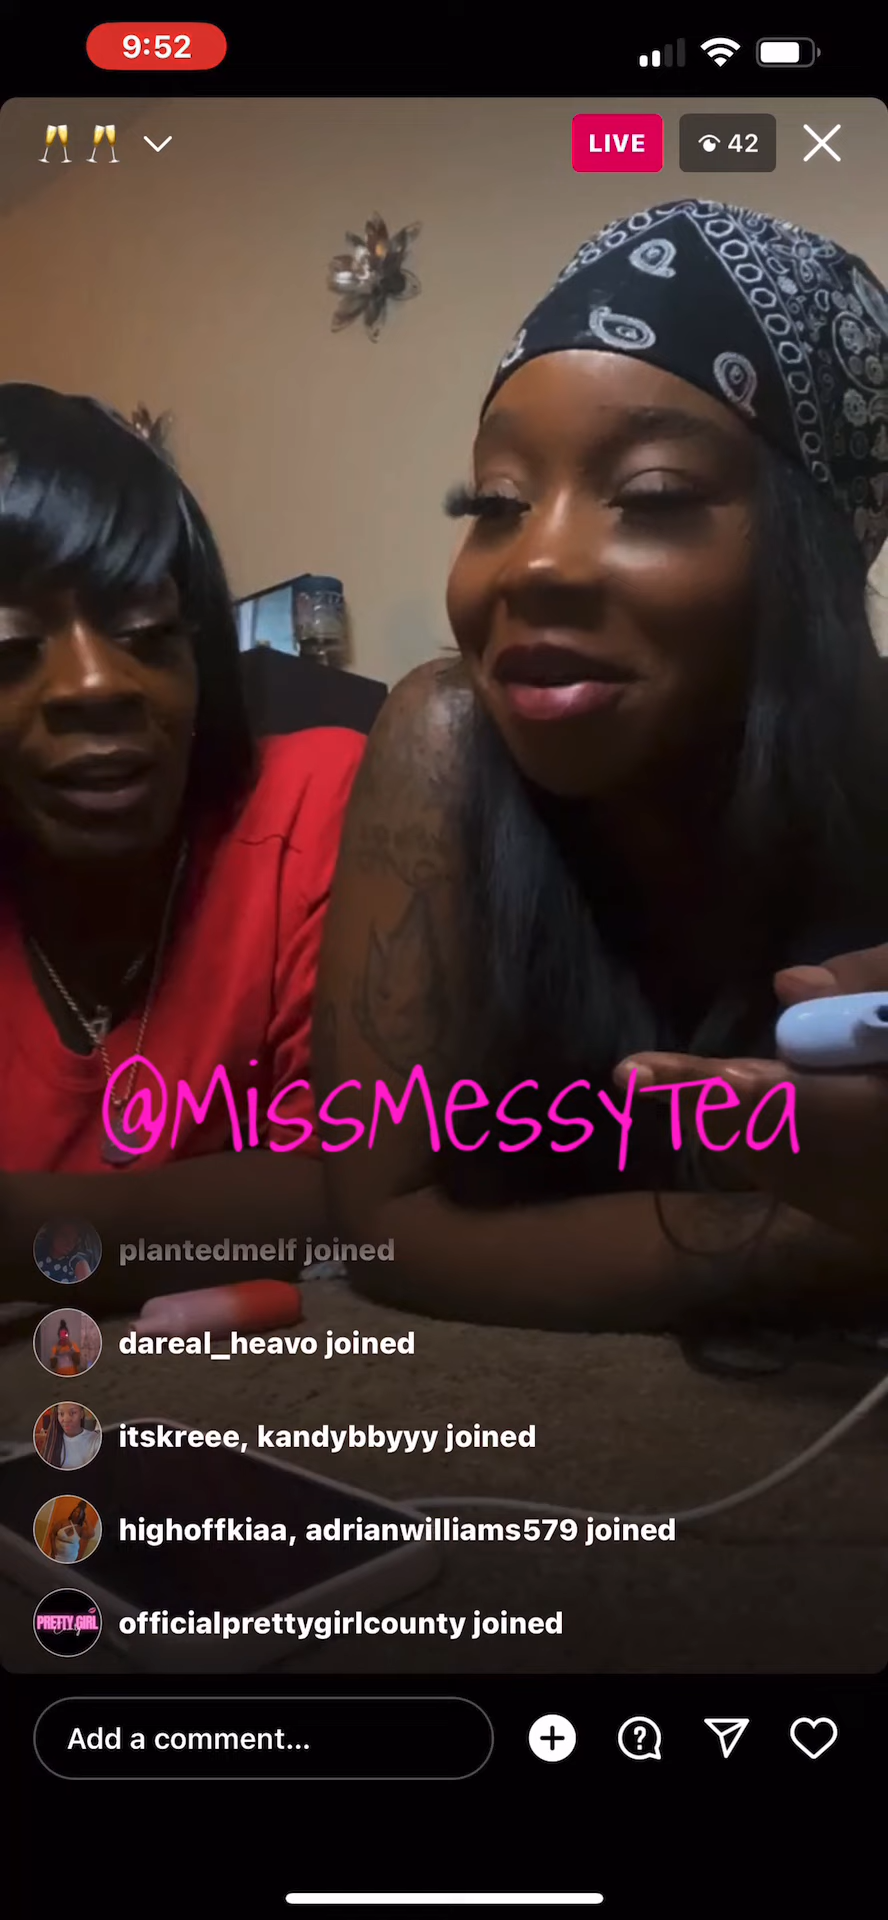 9:52
🥂 🥂
LIVE
42
@MissMessyTea
plantedmelf joined
dareal_heavo joined
itskreee, kandybbyyy joined
highoffkiaa, adrianwilliams579 joined
PRETTY GIRL
officialprettygirlcounty joined
Add a comment...